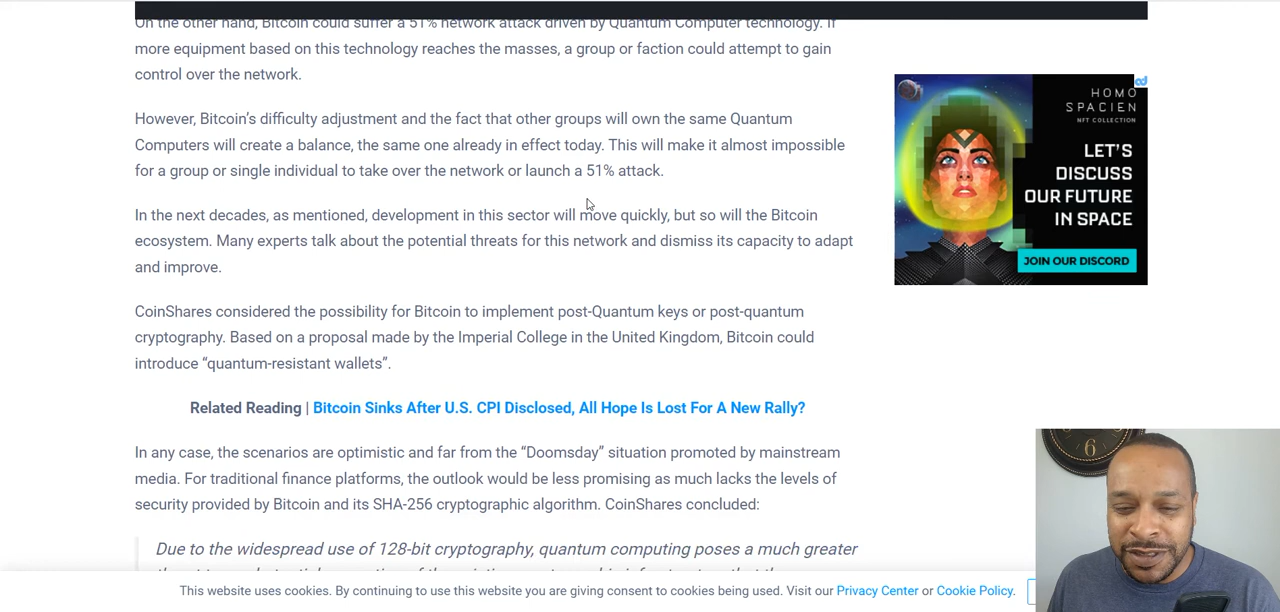 On the other hand, Bitcoin could suffer a 51% network attack driven by Quantum Computer technology. If
more equipment based on this technology reaches the masses, a group or faction could attempt to gain
control over the network.
However, Bitcoin's difficulty adjustment and the fact that other groups will own the same Quantum
Computers will create a balance, the same one already in effect today. This will make it almost impossible
for a group or single individual to take over the network or launch a 51% attack.
In the next decades, as mentioned, development in this sector will move quickly, but so will the Bitcoin
ecosystem. Many experts talk about the potential threats for this network and dismiss its capacity to adapt
and improve.
CoinShares considered the possibility for Bitcoin to implement post-Quantum keys or post-quantum
cryptography. Based on a proposal made by the Imperial College in the United Kingdom, Bitcoin could
introduce “quantum-resistant wallets”.
Related Reading | Bitcoin Sinks After U.S. CPI Disclosed, All Hope Is Lost For A New Rally?
In any case, the scenarios are optimistic and far from the “Doomsday” situation promoted by mainstream
media. For traditional finance platforms, the outlook would be less promising as much lacks the levels of
security provided by Bitcoin and its SHA-256 cryptographic algorithm. CoinShares concluded:
Due to the widespread use of 128-bit cryptography, quantum computing poses a much greater
This website uses cookies. By continuing to use this website you are giving consent to cookies being used. Visit our Privacy Center or Cookie Policy.
HOMO
SPACIEN
NFT COLLECTION
LET'S
DISCUSS
OUR FUTURE
IN SPACE
JOIN OUR DISCORD
6